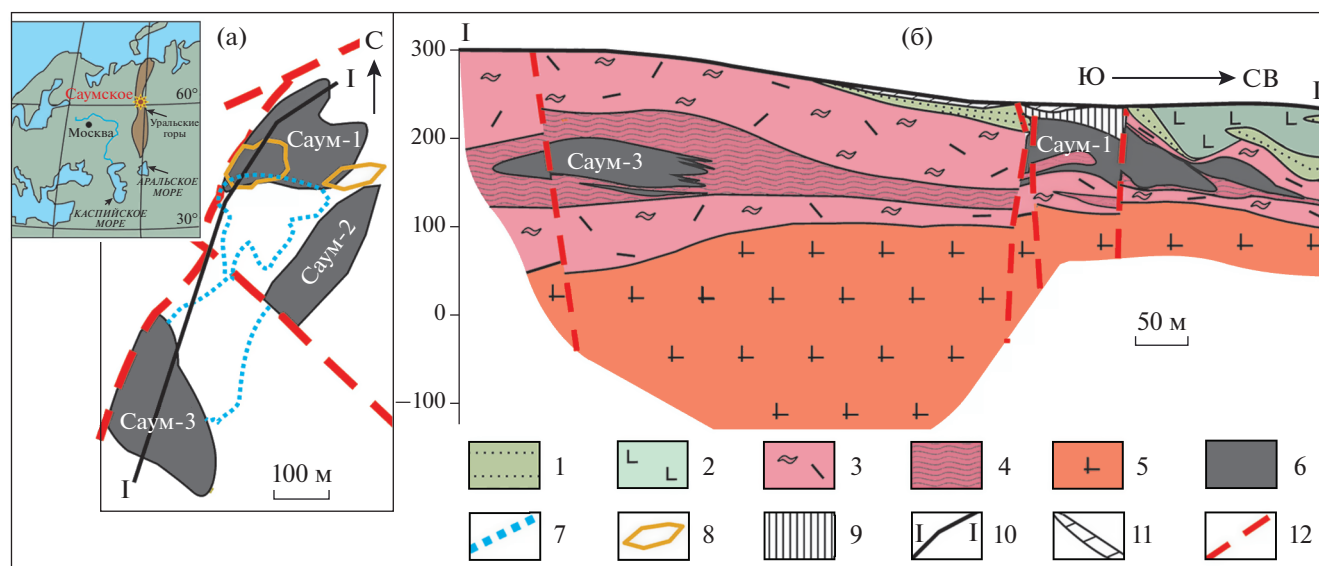 (а)
С
I
Саумское
60°
Уральские
горы
Москва
АРАЛЬСКОЕ
МОРЕ
КАСПИЙСКОЕ
МОРЕ
30°
Саум-1
Саум-2
Саум-3
I
100 м
(б)
I
Ю
СВ
I
300
200
100
0
−100
Саум-3
Саум-1
50 м
1
2
3
4
5
6
7
8
9
I I
10
11
12